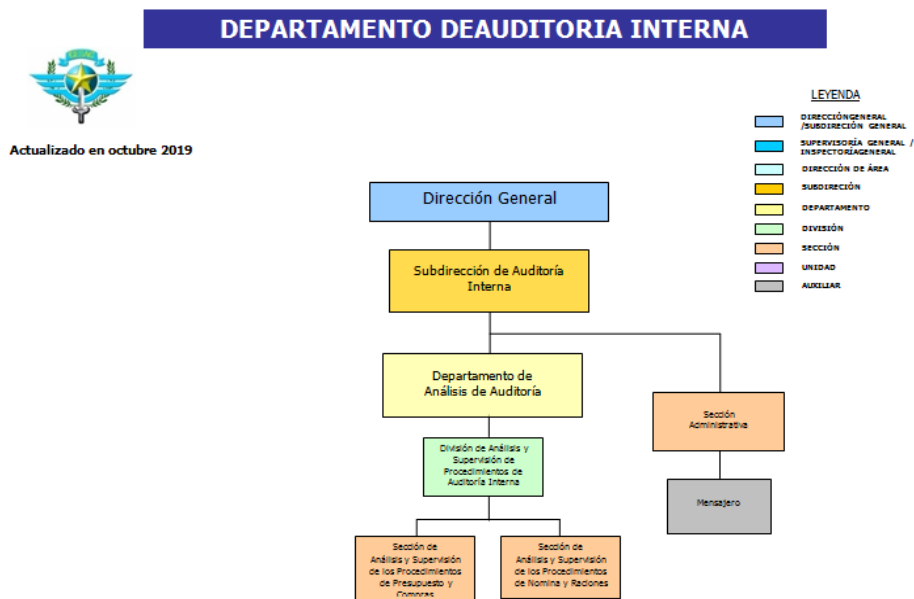 DEPARTAMENTO DEAUDITORIA INTERNA
Actualizado en octubre 2019
LEYENDA
DIRECCIÓNGENERAL
/SUBDIRECIÓN GENERAL
SUPERVISORÍA GENERAL /
INSPECTORÍAGENERAL
DIRECCIÓN DE ÁREA
SUBDIRECIÓN
DEPARTAMENTO
DIVISIÓN
SECCIÓN
UNIDAD
AUXILIAR
Dirección General
Subdirección de Auditoría
Interna
Departamento de
Análisis de Auditoría
Sección
Administrativa
División de Análisis y
Supervisión de
Procedimientos de
Auditoría Interna
Mensajero
Sección de
Análisis y Supervisión
de los Procedimientos
de Presupuesto y
Compras
Sección de
Análisis y Supervisión
de los Procedimientos
de Nomina y Raciones